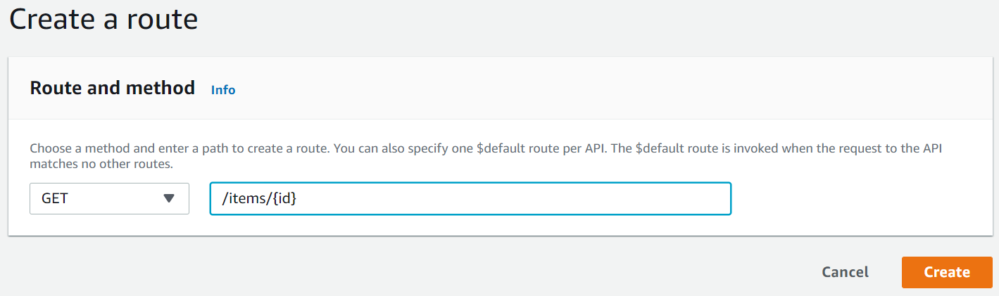 Create a route
Route and method Info
Choose a method and enter a path to create a route. You can also specify one $default route per API. The $default route is invoked when the request to the API
matches no other routes.
GET /items/{id}
Cancel Create